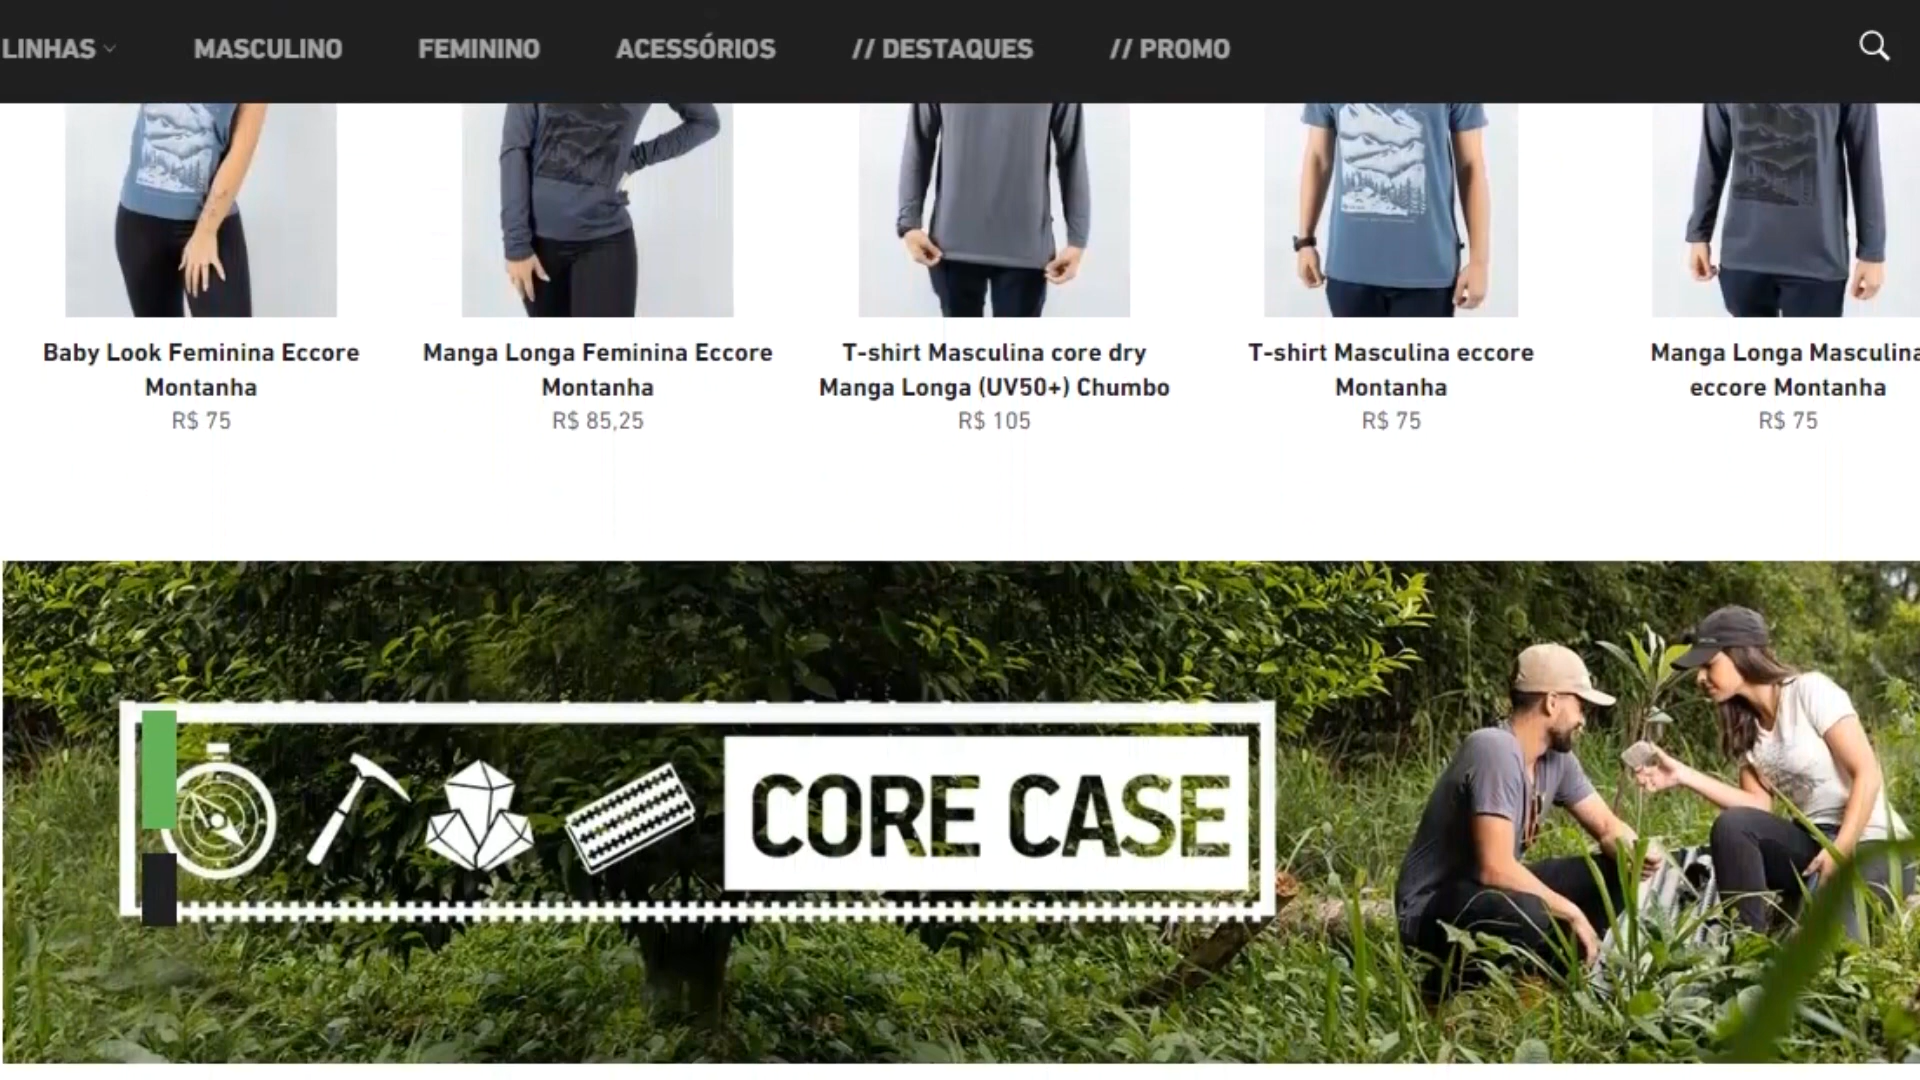 LINHAS MASCULINO FEMININO ACESSÓRIOS // DESTAQUES // PROMO
Baby Look Feminina Eccore
Montanha
R$ 75
Manga Longa Feminina Eccore
Montanha
R$ 85,25
T-shirt Masculina core dry
Manga Longa (UV50+) Chumbo
R$ 105
T-shirt Masculina eccore
Montanha
R$ 75
Manga Longa Masculina
eccore Montanha
R$ 75
CORE CASE